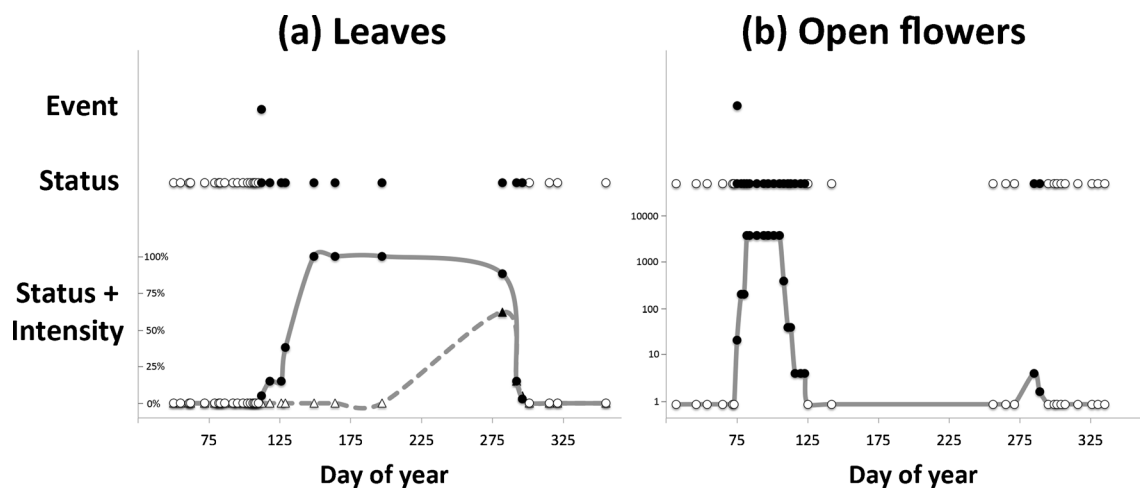 (a) Leaves
(b) Open flowers
Event
Status
Status +
Intensity
100%
75%
50%
25%
0%
75 125 175 225 275 325
Day of year
10000
1000
100
10
1
75 125 175 225 275 325
Day of year